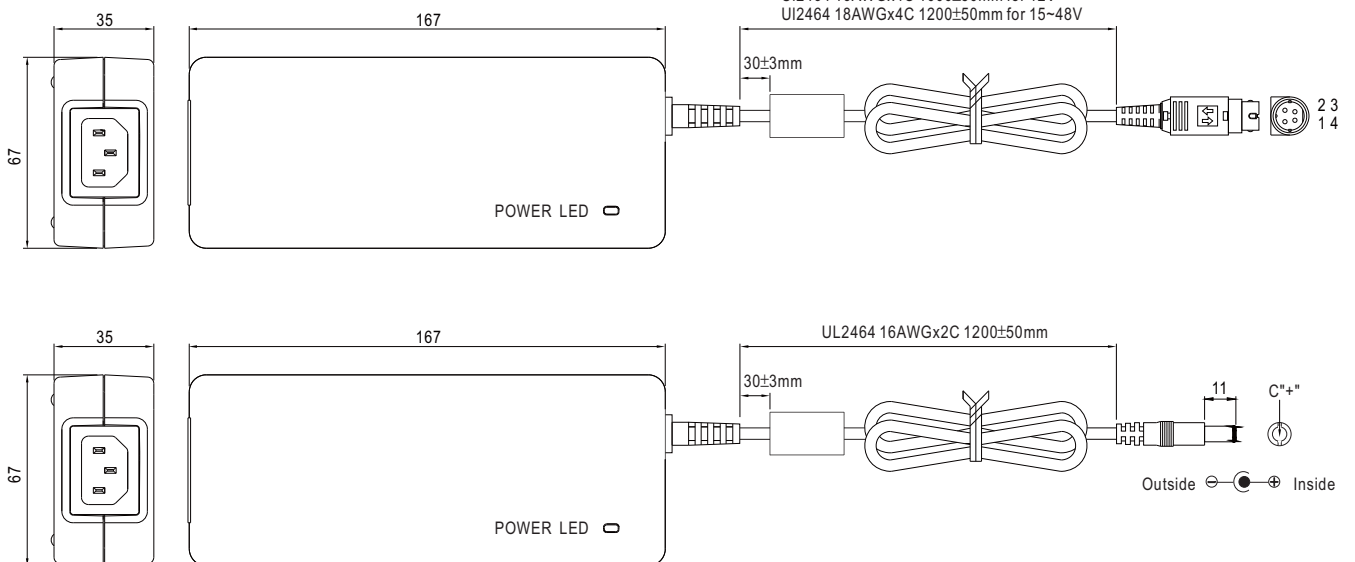 35
167
Ul2464 18AWGx4C 1200±50mm for 15~48V
30±3mm
67
2 3
1 4
POWER LED
35
167
UL2464 16AWGx2C 1200±50mm
30±3mm
11
C"+"
67
Outside
Inside
POWER LED